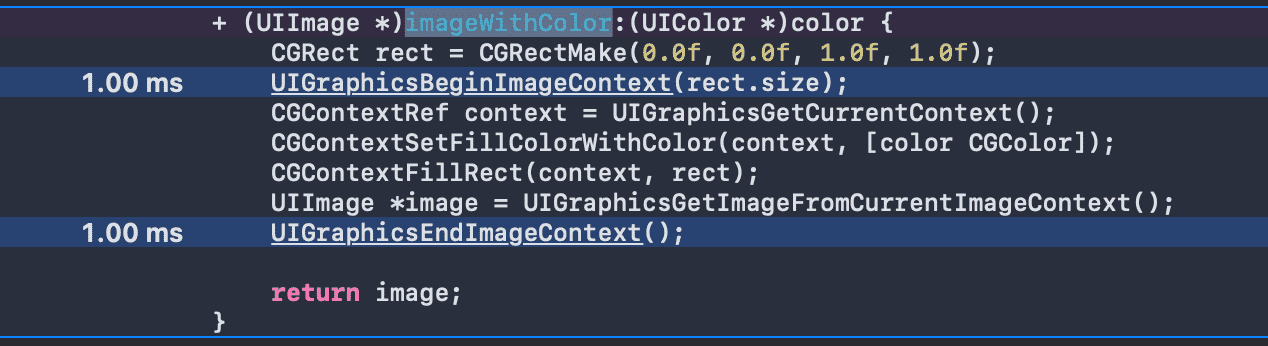 + (UIImage *)imageWithColor:(UIColor *)color {
CGRect rect = CGRectMake(0.0f, 0.0f, 1.0f, 1.0f);
1.00 ms UIGraphicsBeginImageContext(rect.size);
CGContextRef context = UIGraphicsGetCurrentContext();
CGContextSetFillColorWithColor(context, [color CGColor]);
CGContextFillRect(context, rect);
UIImage *image = UIGraphicsGetImageFromCurrentImageContext();
1.00 ms UIGraphicsEndImageContext();
return image;
}